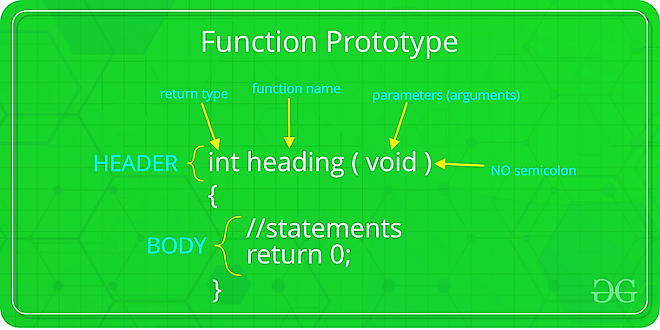 Function Prototype
return type
function name
parameters (arguments)
HEADER
int heading ( void )
NO semicolon
{
BODY
//statements
return 0;
}
GG